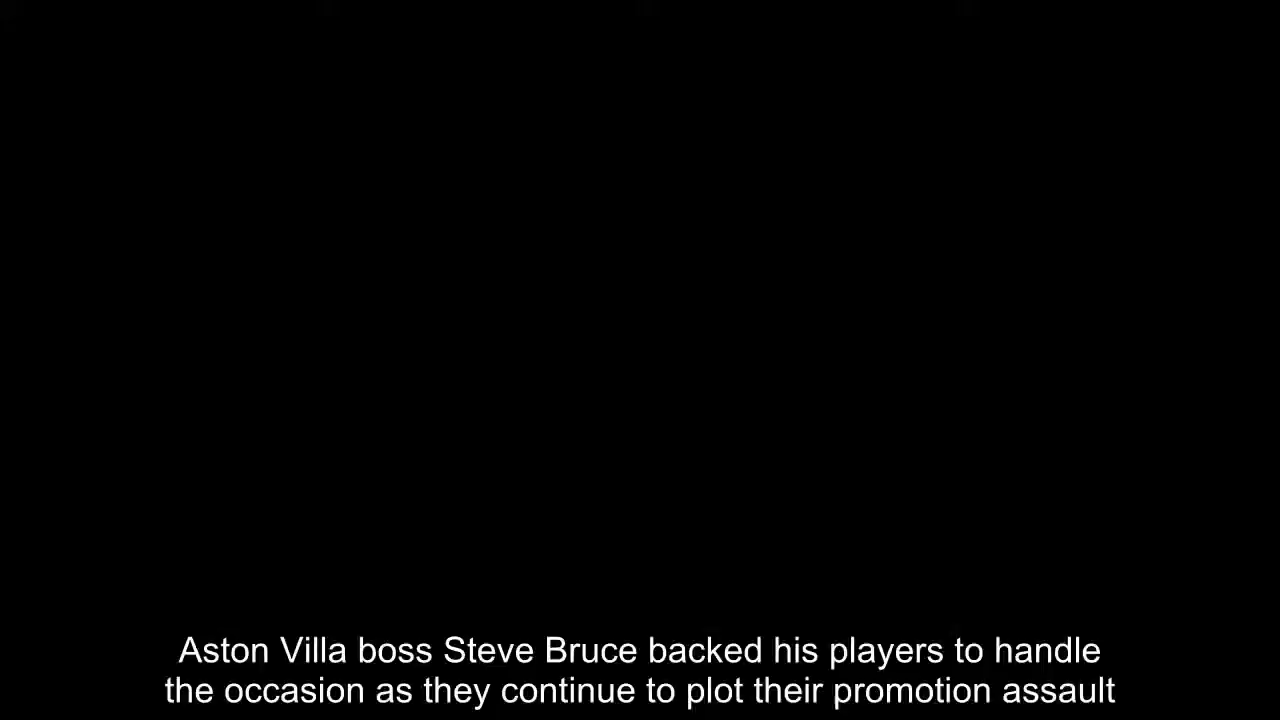 Aston Villa boss Steve Bruce backed his players to handle
the occasion as they continue to plot their promotion assault